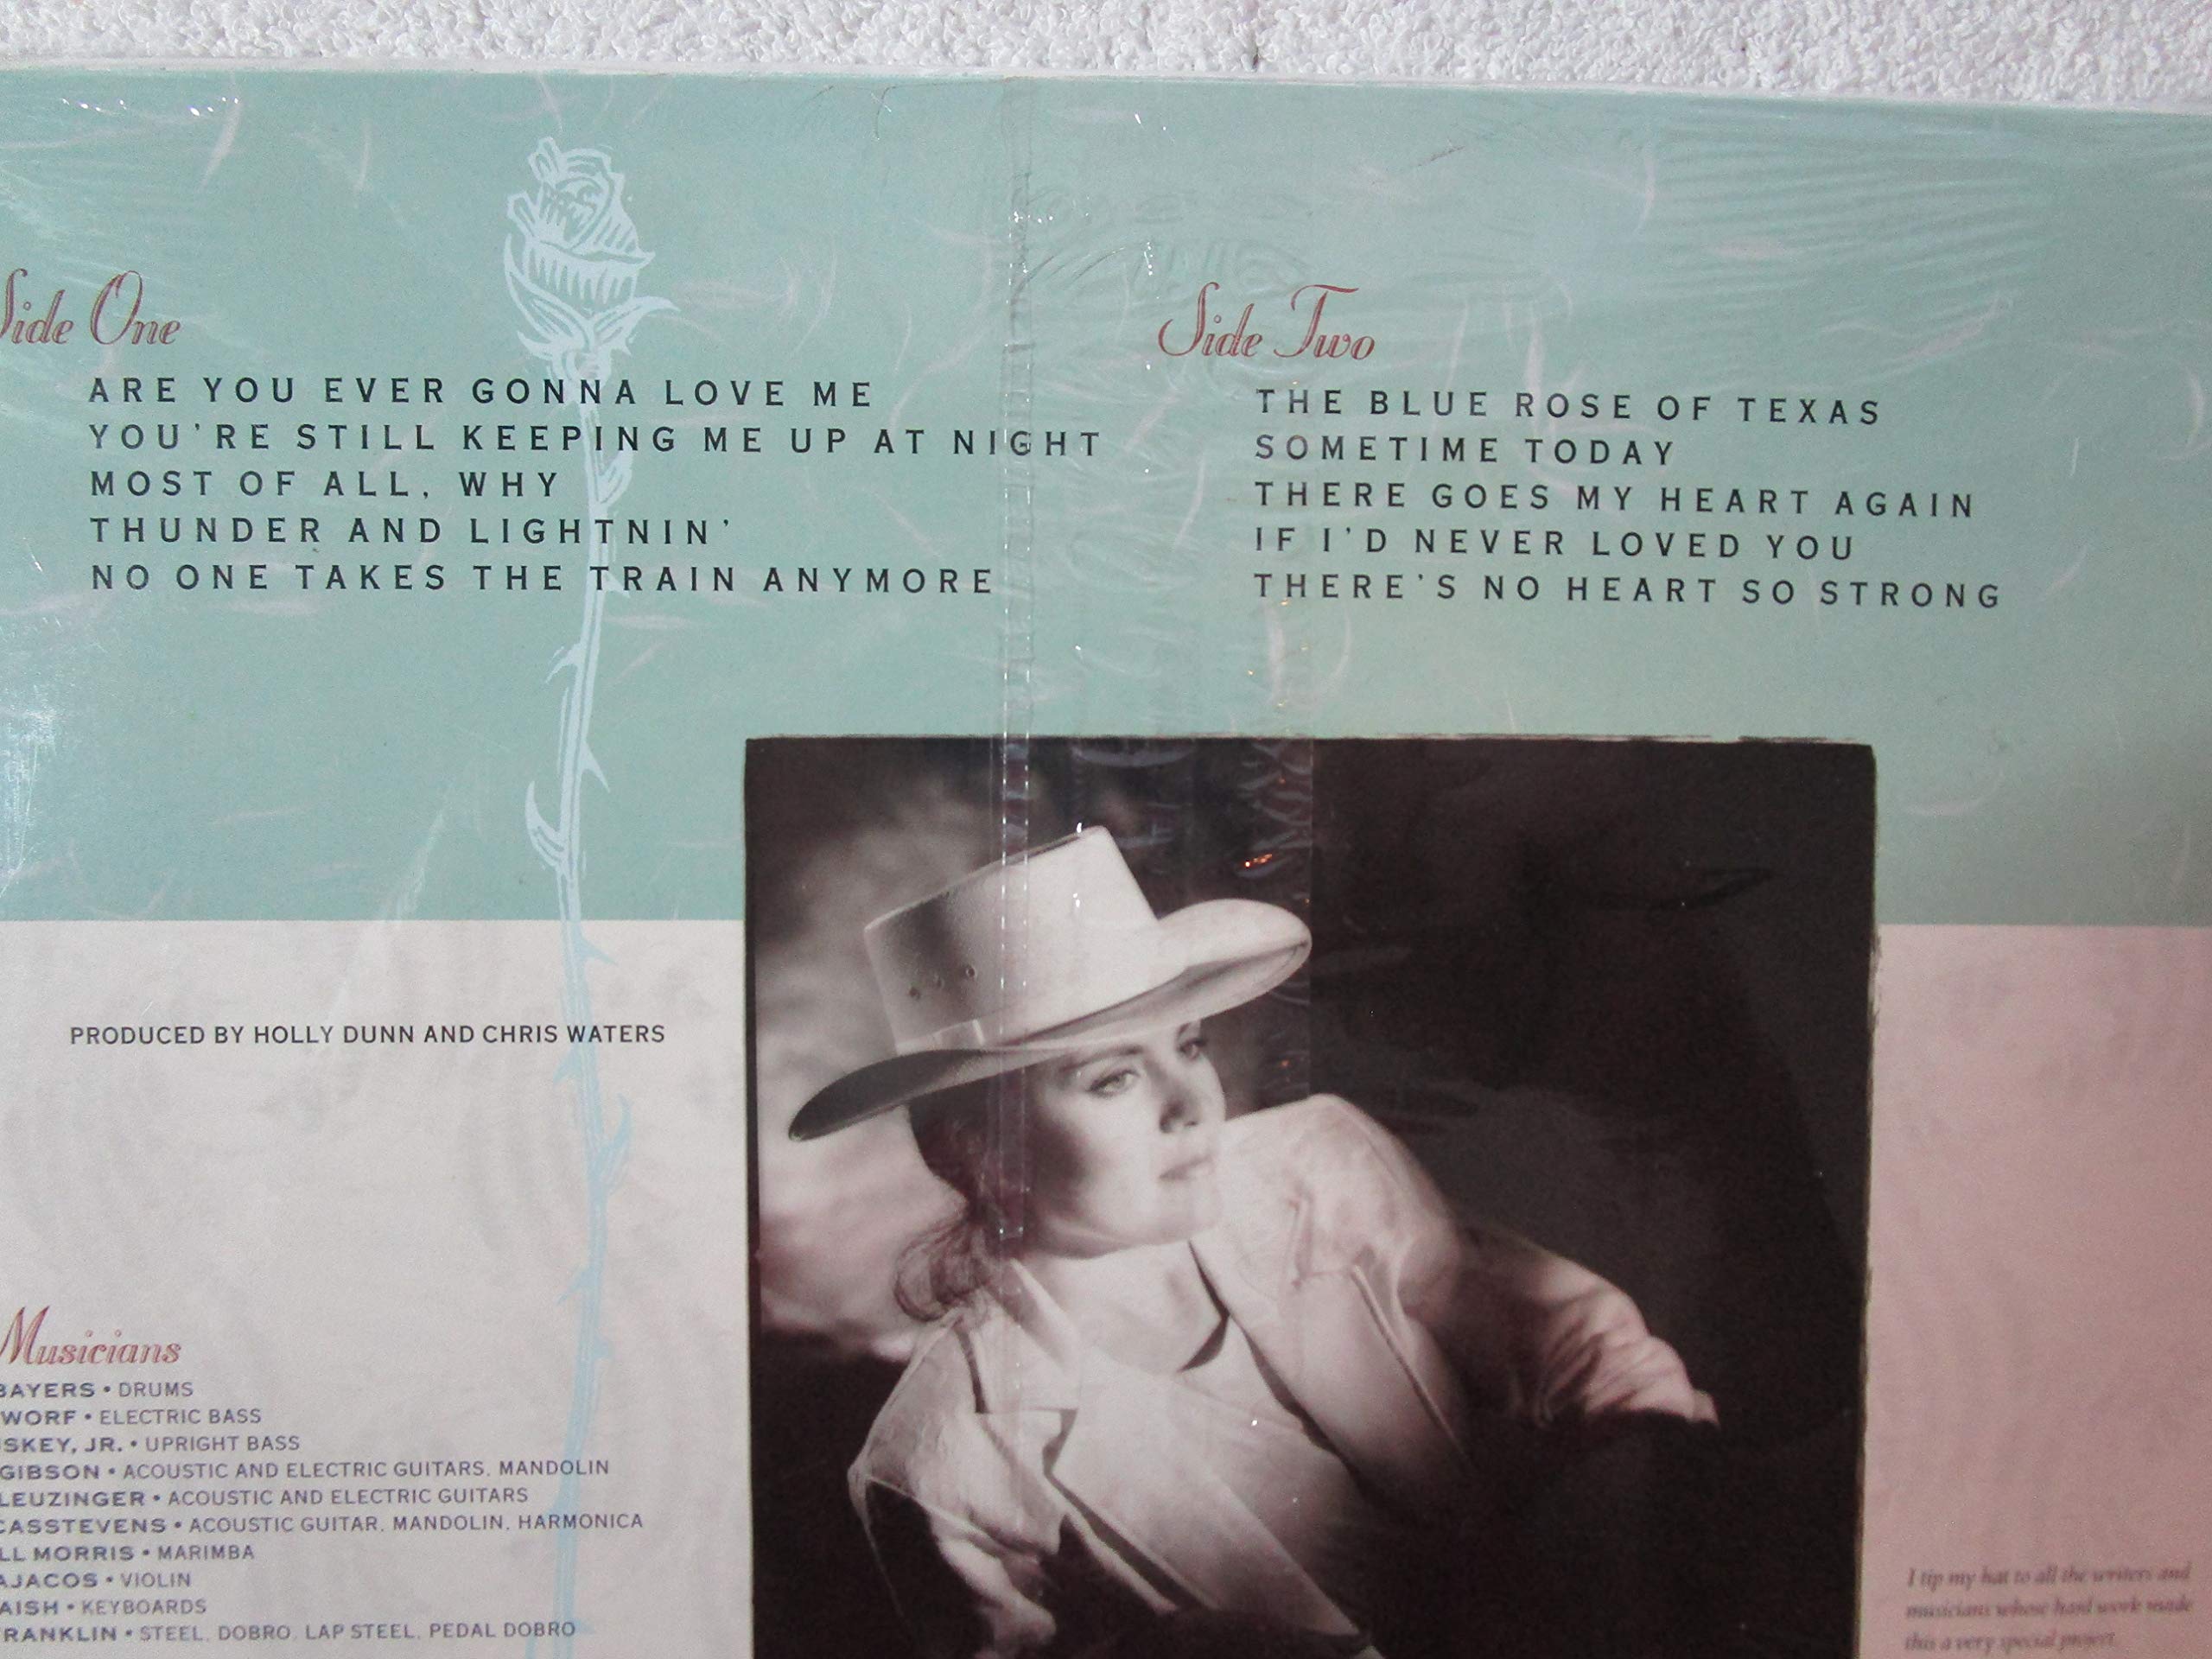 Side One
ARE YOU EVER GONNA LOVE ME
YOU'RE STILL KEEPING ME UP AT NIGHT
MOST OF ALL, WHY
THUNDER AND LIGHTNIN'
NO ONE TAKES THE TRAIN ANYMORE
Side Two
THE BLUE ROSE OF TEXAS
SOMETIME TODAY
THERE GOES MY HEART AGAIN
IF I'D NEVER LOVED YOU
THERE'S NO HEART SO STRONG
PRODUCED BY HOLLY DUNN AND CHRIS WATERS
Musicians
BAYERS • DRUMS
WORF • ELECTRIC BASS
SKEY, JR. • UPRIGHT BASS
GIBSON • ACOUSTIC AND ELECTRIC GUITARS, MANDOLIN
LEUZINGER • ACOUSTIC AND ELECTRIC GUITARS
CASSTEVENS • ACOUSTIC GUITAR, MANDOLIN, HARMONICA
LL MORRIS • MARIMBA
AJACOS • VIOLIN
AISH • KEYBOARDS
RANKLIN • STEEL, DOBRO, LAP STEEL, PEDAL DOBRO
I tip my hat to all the writers and
musicians whose hard work made
this a very special project.